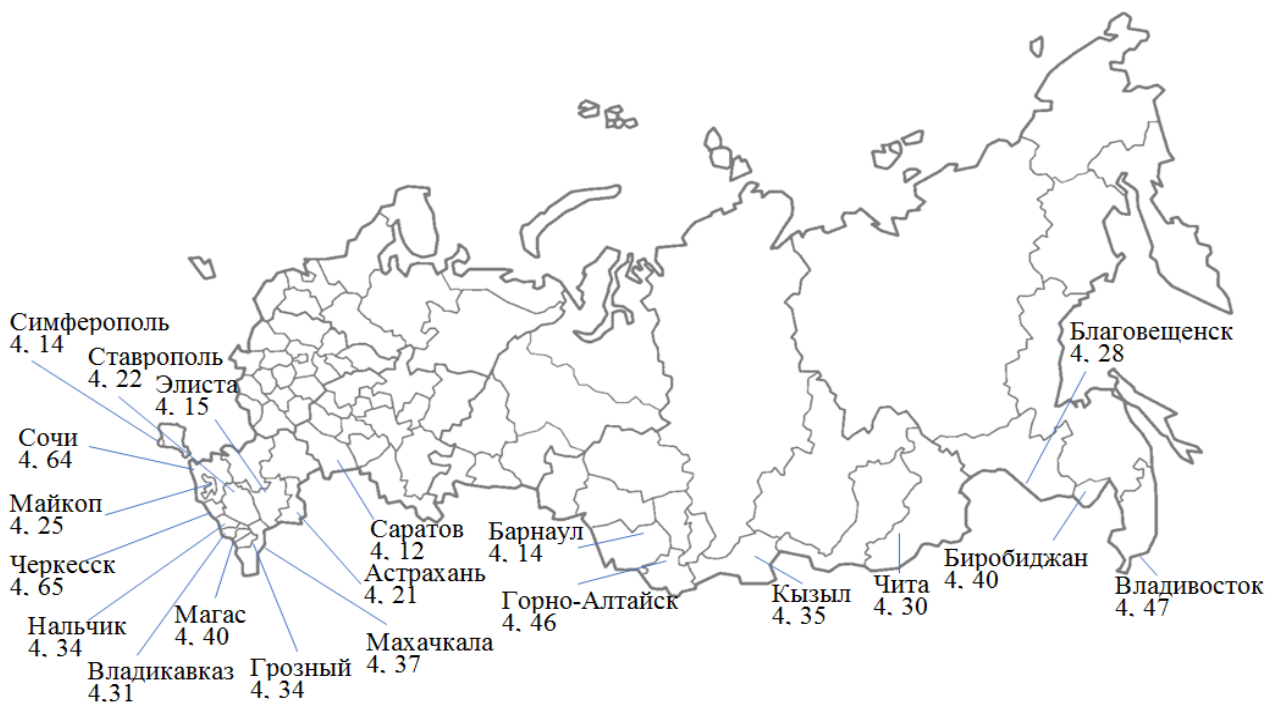 Симферополь
4, 14
Ставрополь
4, 22
Элиста
4, 15
Сочи
4, 64
Майкоп
4, 25
Черкесск
4, 65
Нальчик
4, 34
Владикавказ
4,31
Магас
4, 40
Грозный
4, 34
Махачкала
4, 37
Астрахань
4, 21
Саратов
4, 12
Барнаул
4, 14
Горно-Алтайск
4, 46
Кызыл
4, 35
Чита
4, 30
Биробиджан
4, 40
Владивосток
4, 47
Благовещенск
4, 28